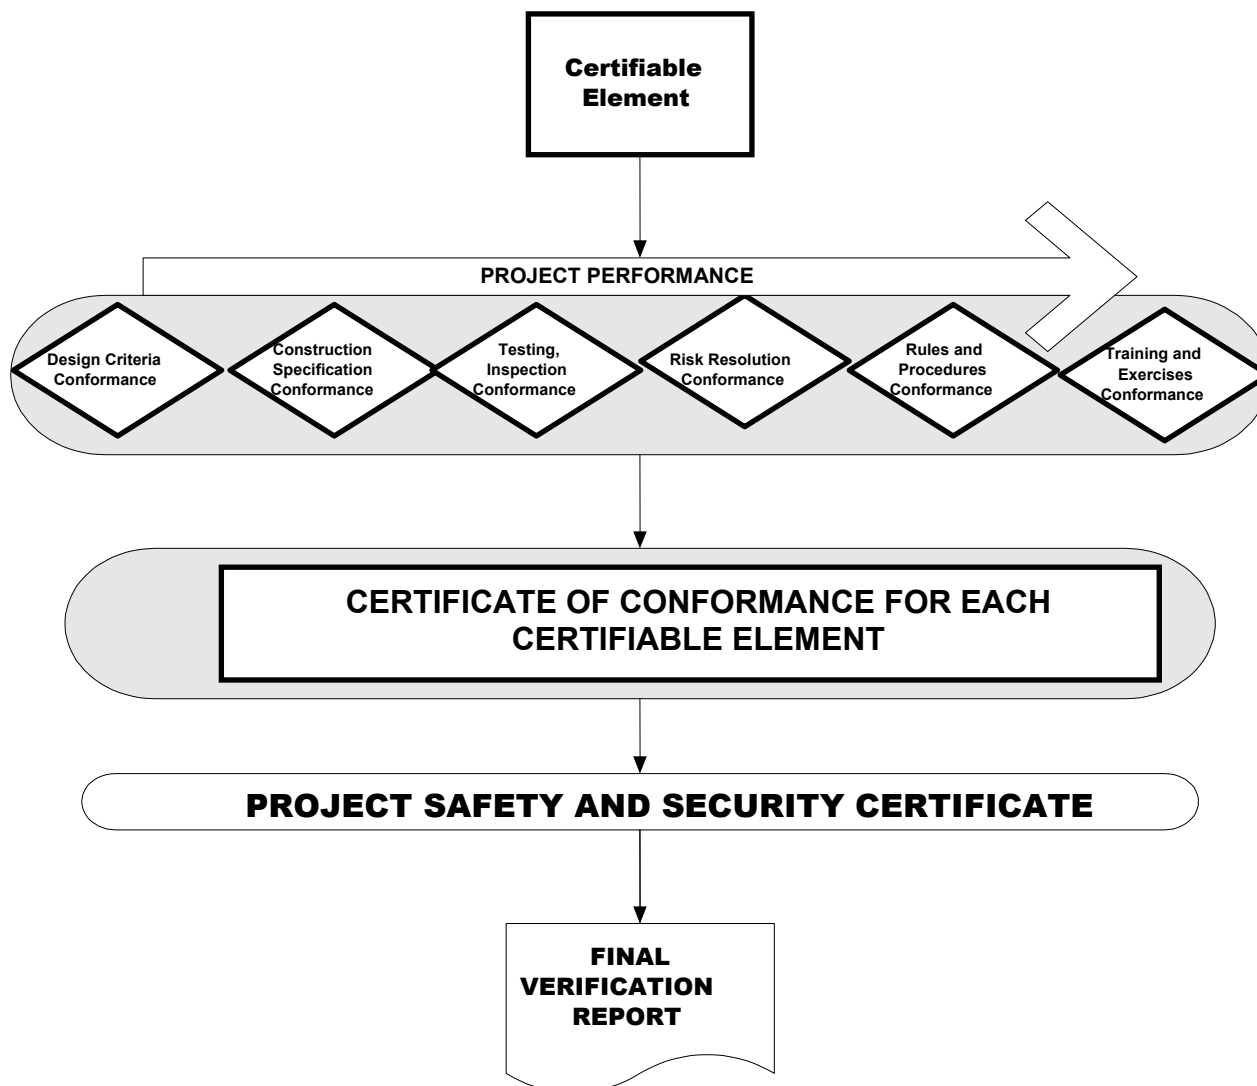 Certifiable
Element
PROJECT PERFORMANCE
Design Criteria
Conformance
Construction
Specification
Conformance
Testing,
Inspection
Conformance
Risk Resolution
Conformance
Rules and
Procedures
Conformance
Training and
Exercises
Conformance
CERTIFICATE OF CONFORMANCE FOR EACH
CERTIFIABLE ELEMENT
PROJECT SAFETY AND SECURITY CERTIFICATE
FINAL
VERIFICATION
REPORT